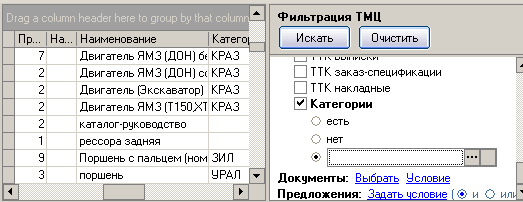 Drag a column header here to group by that column
Пр... На... Наименование Категор
7 Двигатель ЯМЗ (ДОН) бе КРАЗ
2 Двигатель ЯМЗ (ДОН) со КРАЗ
2 Двигатель (Экскаватор) КРАЗ
2 Двигатель ЯМЗ (Т150,ХТ КРАЗ
2 каталог-руководство
1 рессора задняя
9 Поршень с пальцем (ном ЗИЛ
3 поршень УРАЛ
Фильтрация ТМЦ
Искать Очистить
ТТК выписки
ТТК заказ-спецификации
ТТК накладные
Категории
есть
нет
...
Документы: Выбрать Условие
Предложения: Задать условие ( и или